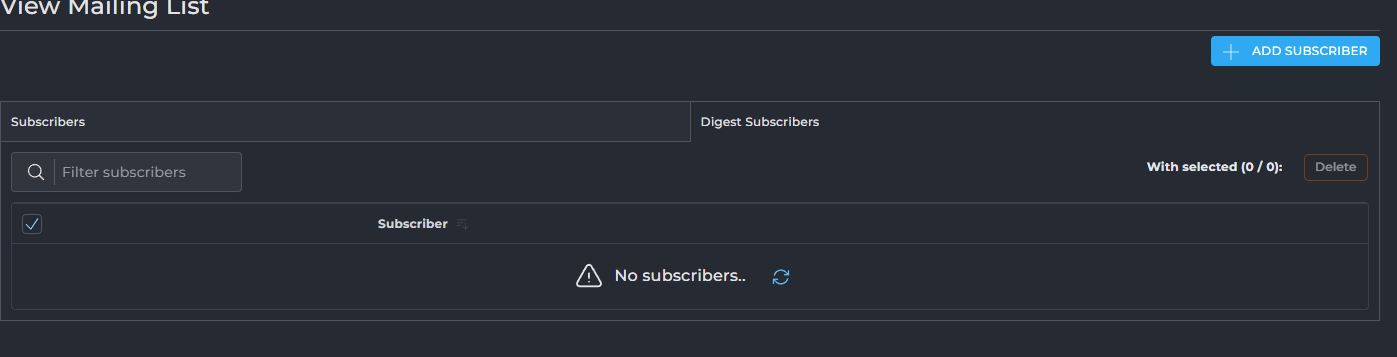 View Mailing List
ADD SUBSCRIBER
Subscribers
Digest Subscribers
Filter subscribers
With selected (0 / 0):
Delete
Subscriber
No subscribers..